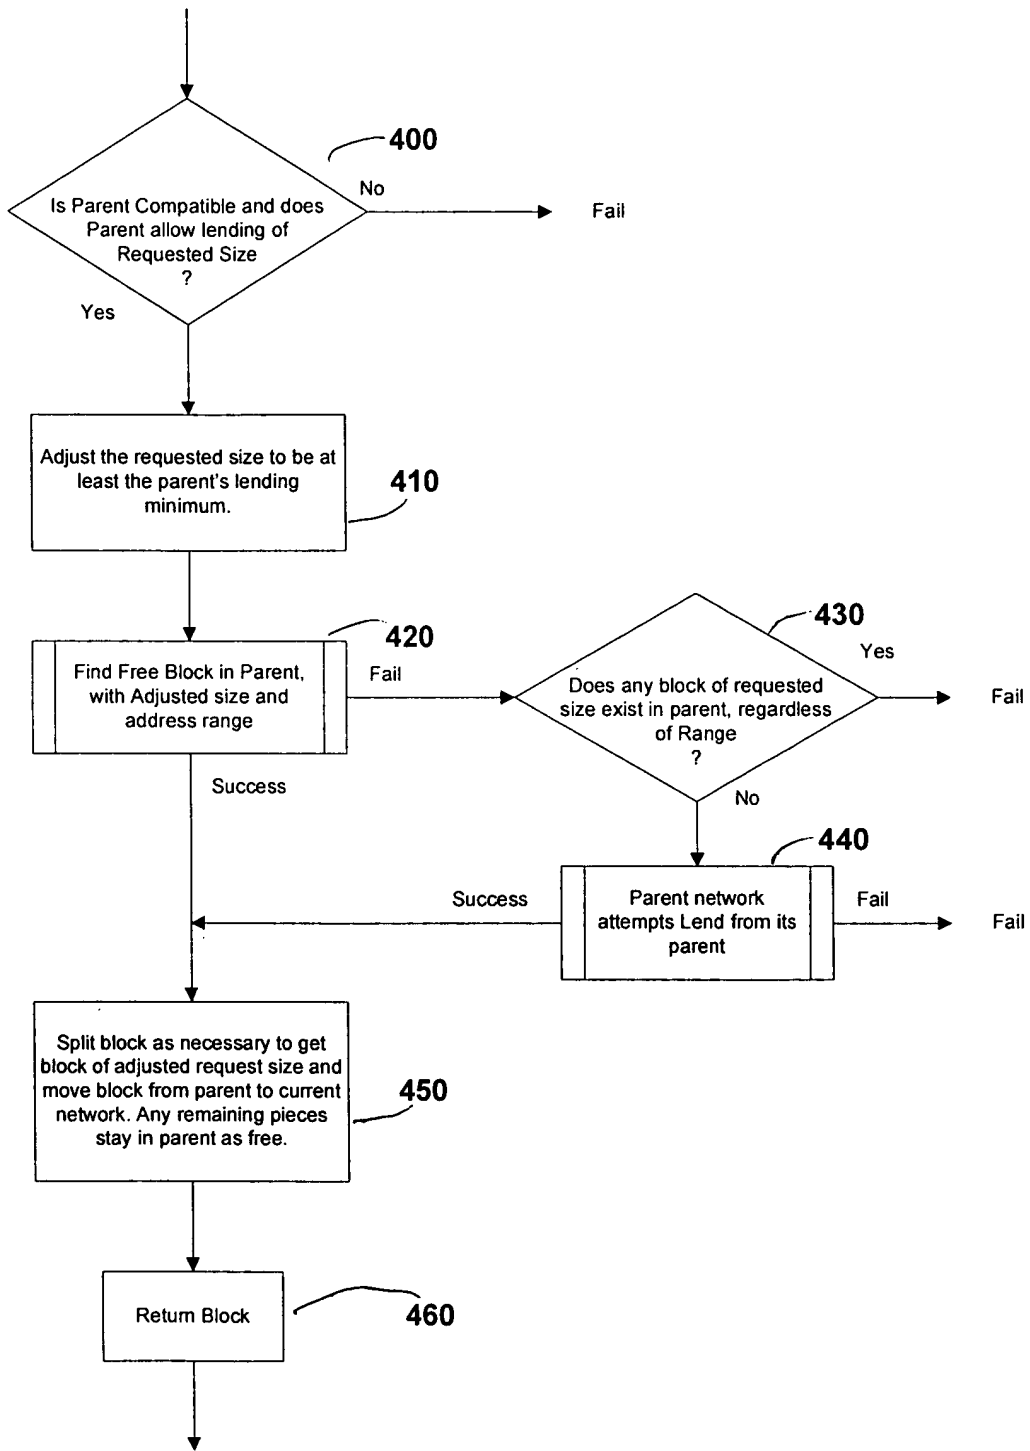 400
No
Is Parent Compatible and does
Parent allow lending of
Requested Size
?
Fail
Yes
Adjust the requested size to be at
least the parent's lending
minimum.
410
420
Find Free Block in Parent,
with Adjusted size and
address range
Fail
430
Yes
Does any block of requested
size exist in parent, regardless
of Range
?
Fail
Success
No
440
Success
Parent network
attempts Lend from its
parent
Fail
Fail
Split block as necessary to get
block of adjusted request size and
move block from parent to current
network. Any remaining pieces
stay in parent as free.
450
Return Block
460